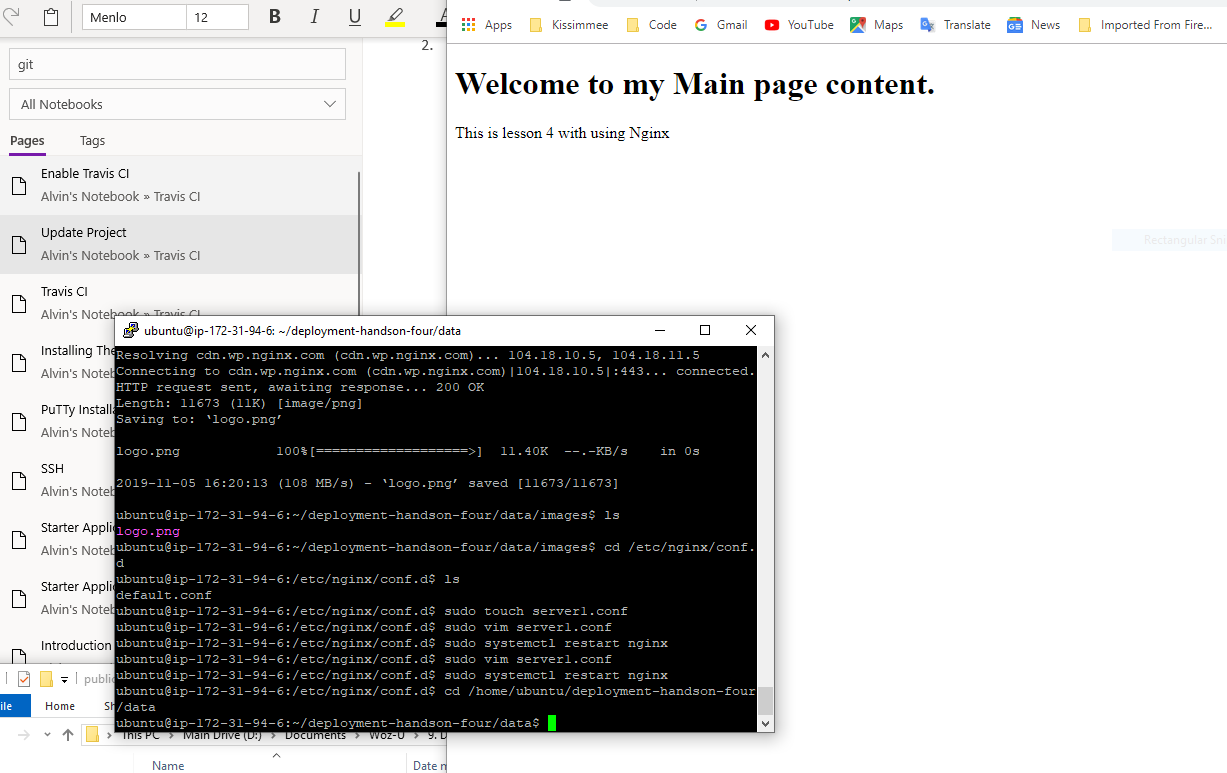 Menlo
12
B
I
U
A
git
All Notebooks
Pages
Tags
Enable Travis CI
Alvin's Notebook » Travis CI
Update Project
Alvin's Notebook » Travis CI
Travis CI
Alvin's Notebook » Travis CI
Installing The
Alvin's Noteb
PuTTy Installa
Alvin's Noteb
SSH
Alvin's Noteb
Starter Appli
Alvin's Noteb
Starter Appli
Alvin's Noteb
Introduction
2.
Apps
Kissimmee
Code
Gmail
YouTube
Maps
Translate
News
Imported From Fire...
Welcome to my Main page content.
This is lesson 4 with using Nginx
Rectangular Sni
ubuntu@ip-172-31-94-6: ~/deployment-handson-four/data
Resolving cdn.wp.nginx.com (cdn.wp.nginx.com)... 104.18.10.5, 104.18.11.5
Connecting to cdn.wp.nginx.com (cdn.wp.nginx.com)|104.18.10.5|:443... connected.
HTTP request sent, awaiting response... 200 OK
Length: 11673 (11K) [image/png]
Saving to: ‘logo.png’
logo.png 100%[===================>] 11.40K --.-KB/s in 0s
2019-11-05 16:20:13 (108 MB/s) - ‘logo.png’ saved [11673/11673]
ubuntu@ip-172-31-94-6:~/deployment-handson-four/data/images$ ls
logo.png
ubuntu@ip-172-31-94-6:~/deployment-handson-four/data/images$ cd /etc/nginx/conf.
d
ubuntu@ip-172-31-94-6:/etc/nginx/conf.d$ ls
default.conf
ubuntu@ip-172-31-94-6:/etc/nginx/conf.d$ sudo touch server1.conf
ubuntu@ip-172-31-94-6:/etc/nginx/conf.d$ sudo vim server1.conf
ubuntu@ip-172-31-94-6:/etc/nginx/conf.d$ sudo systemctl restart nginx
ubuntu@ip-172-31-94-6:/etc/nginx/conf.d$ sudo vim server1.conf
ubuntu@ip-172-31-94-6:/etc/nginx/conf.d$ sudo systemctl restart nginx
ubuntu@ip-172-31-94-6:/etc/nginx/conf.d$ cd /home/ubuntu/deployment-handson-four
/data
ubuntu@ip-172-31-94-6:~/deployment-handson-four/data$
public
ile
Home
Sh
This PC > Main Drive (D:) > Documents > Woz-U > 9. D
Name
Date n